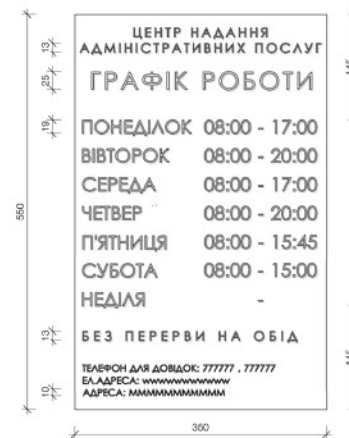 ЦЕНТР НАДАННЯ
АДМІНІСТРАТИВНИХ ПОСЛУГ
ГРАФІК РОБОТИ
ПОНЕДІЛОК 08:00 - 17:00
ВІВТОРОК 08:00 - 20:00
СЕРЕДА 08:00 - 17:00
ЧЕТВЕР 08:00 - 20:00
П'ЯТНИЦЯ 08:00 - 15:45
СУБОТА 08:00 - 15:00
НЕДІЛЯ -
БЕЗ ПЕРЕРВИ НА ОБІД
ТЕЛЕФОН ДЛЯ ДОВІДОК: 777777 , 777777
ЕЛ.АДРЕСА: wwwwwwwwwwww
АДРЕСА: МММММММММММ
13
25
19
550
13
10
350